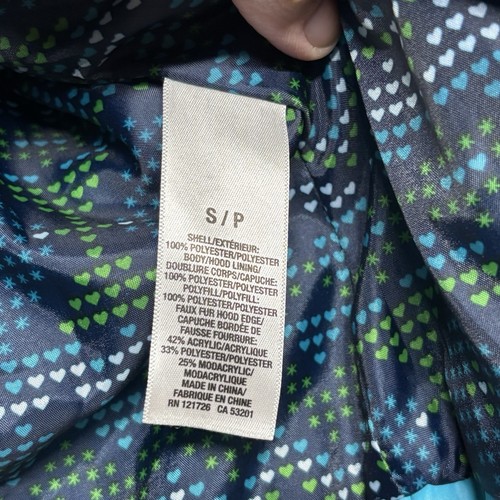 S / P
SHELL/EXTÉRIEUR:
100% POLYESTER/POLYESTER
BODY/HOOD LINING/
DOUBLURE CORPS/CAPUCHE:
100% POLYESTER/POLYESTER
POLYFILL/POLYFILL:
100% POLYESTER/POLYESTER
FAUX FUR HOOD EDGE/
CAPUCHE BORDÉE DE
FAUSSE FOURRURE:
42% ACRYLIC/ACRYLIQUE
33% POLYESTER/POLYESTER
25% MODACRYLIC/
MODACRYLIQUE
MADE IN CHINA/
FABRIQUE EN CHINE
RN 121726 CA 53201